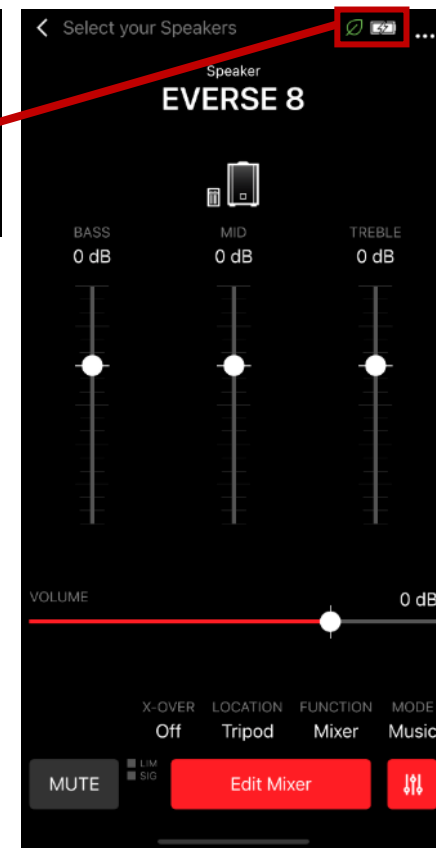 Select your Speakers ...
Speaker
EVERSE 8
BASS MID TREBLE
0 dB 0 dB 0 dB
VOLUME 0 dB
X-OVER LOCATION FUNCTION MODE
Off Tripod Mixer Music
MUTE LIM
SIG Edit Mixer